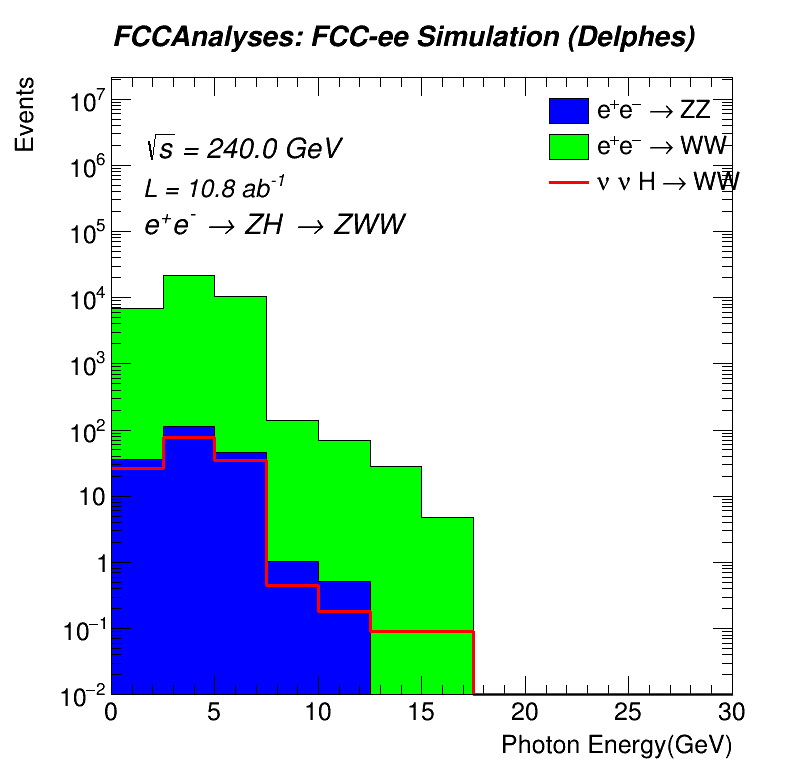 FCCAnalyses: FCC-ee Simulation (Delphes)
Events
10⁷
10⁶
10⁵
10⁴
10³
10²
10
1
10⁻¹
10⁻²
√s = 240.0 GeV
L = 10.8 ab⁻¹
e⁺e⁻ → ZH → ZWW
e⁺e⁻ → ZZ
e⁺e⁻ → WW
ν ν H → WW
0 5 10 15 20 25 30
Photon Energy(GeV)